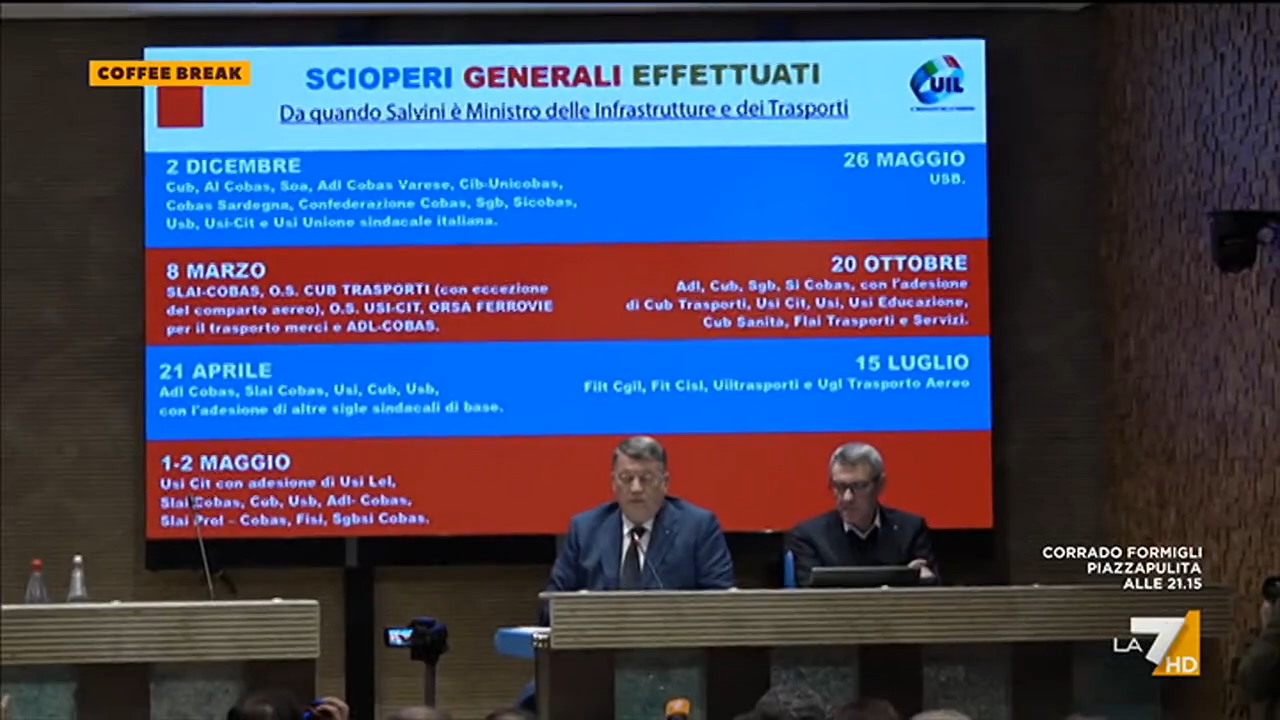 COFFEE BREAK
SCIOPERI GENERALI EFFETTUATI
Da quando Salvini è Ministro delle Infrastrutture e dei Trasporti
UIL
2 DICEMBRE
Cub, Al Cobas, Soa, Adl Cobas Varese, Cib-Unicobas,
Cobas Sardegna, Confederazione Cobas, Sgb, Sicobas,
Usb, Usi-Cit e Usi Unione sindacale italiana.
26 MAGGIO
USB.
8 MARZO
SLAI-COBAS, O.S. CUB TRASPORTI (con eccezione
del comparto aereo), O.S. USI-CIT, ORSA FERROVIE
per il trasporto merci e ADL-COBAS.
20 OTTOBRE
Adl, Cub, Sgb, Si Cobas, con l'adesione
di Cub Trasporti, Usi Cit, Usi, Usi Educazione,
Cub Sanità, Flai Trasporti e Servizi.
21 APRILE
Adl Cobas, Slai Cobas, Usi, Cub, Usb,
con l'adesione di altre sigle sindacali di base.
15 LUGLIO
Filt Cgil, Fit Cisl, Uiltrasporti e Ugl Trasporto Aereo
1-2 MAGGIO
Usi Cit con adesione di Usi Lel,
Slai Cobas, Cub, Usb, Adl- Cobas,
Slai Prol - Cobas, Fisi, Sgbsi Cobas.
CORRADO FORMIGLI
PIAZZAPULITA
ALLE 21.15
LA 7 HD